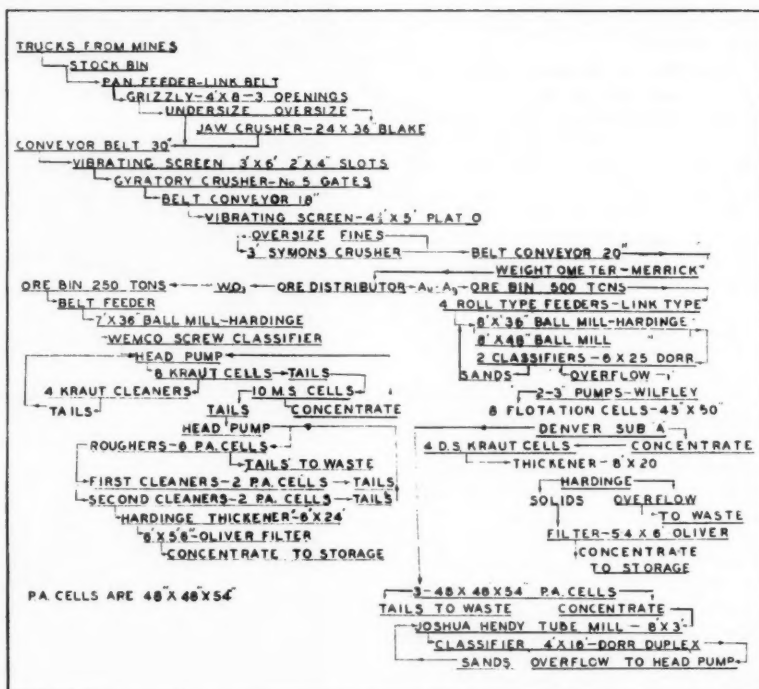 TRUCKS FROM MINES
STOCK BIN
PAN FEEDER-LINK BELT
GRIZZLY-4'X8-3 OPENINGS
UNDERSIZE OVERSIZE
JAW CRUSHER-24 X 36" BLAKE
CONVEYOR BELT 30"
VIBRATING SCREEN 3'X6' 2"X4" SLOTS
GYRATORY CRUSHER-No 5 GATES
BELT CONVEYOR 18"
VIBRATING SCREEN-4½'X5' PLAT O
OVERSIZE FINES
3' SYMONS CRUSHER
BELT CONVEYOR 20"
WEIGHTOMETER-MERRICK
ORE BIN 250 TONS WO3 ORE DISTRIBUTOR-Au-Ag ORE BIN 500 TONS
BELT FEEDER
7'X36" BALL MILL-HARDINGE
WEMCO SCREW CLASSIFIER
HEAD PUMP
8 KRAUT CELLS TAILS
4 KRAUT CLEANERS
10 M.S. CELLS
TAILS
TAILS CONCENTRATE
HEAD PUMP
ROUGHERS-6 P.A. CELLS
TAILS TO WASTE
FIRST CLEANERS-2 P.A. CELLS TAILS
SECOND CLEANERS-2 P.A. CELLS TAILS
HARDINGE THICKENER-6'X24'
6'X5'6"-OLIVER FILTER
CONCENTRATE TO STORAGE
P.A. CELLS ARE 48"X48"X54"
4 ROLL TYPE FEEDERS-LINK TYPE
8'X36" BALL MILL-HARDINGE
8'X48" BALL MILL
2 CLASSIFIERS-6 X 25 DORR
SANDS OVERFLOW
2-3" PUMPS-WILFLEY
8 FLOTATION CELLS-43"X50"
DENVER SUB A
4 D.S. KRAUT CELLS CONCENTRATE
THICKENER-8'X20
HARDINGE
SOLIDS OVERFLOW
TO WASTE
FILTER-54 X 6' OLIVER
CONCENTRATE
TO STORAGE
3-48X48X54" P.A. CELLS
TAILS TO WASTE CONCENTRATE
JOSHUA HENDY TUBE MILL-8'X3'
CLASSIFIER 4'X16'-DORR DUPLEX
SANDS OVERFLOW TO HEAD PUMP